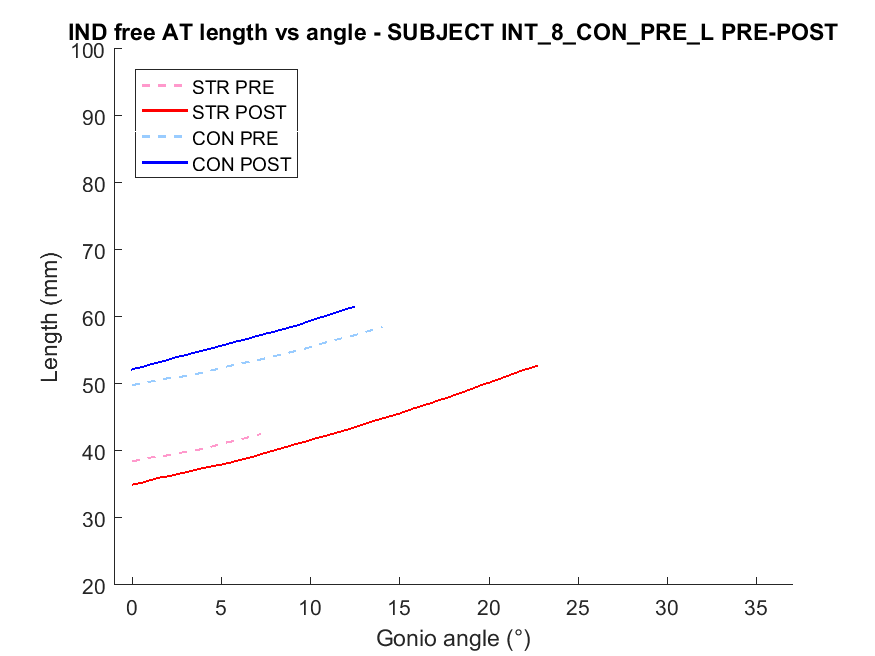 IND free AT length vs angle - SUBJECT INT_8_CON_PRE_L PRE-POST
100
90
80
70
60
50
40
30
20
Length (mm)
STR PRE
STR POST
CON PRE
CON POST
0 5 10 15 20 25 30 35
Gonio angle (°)